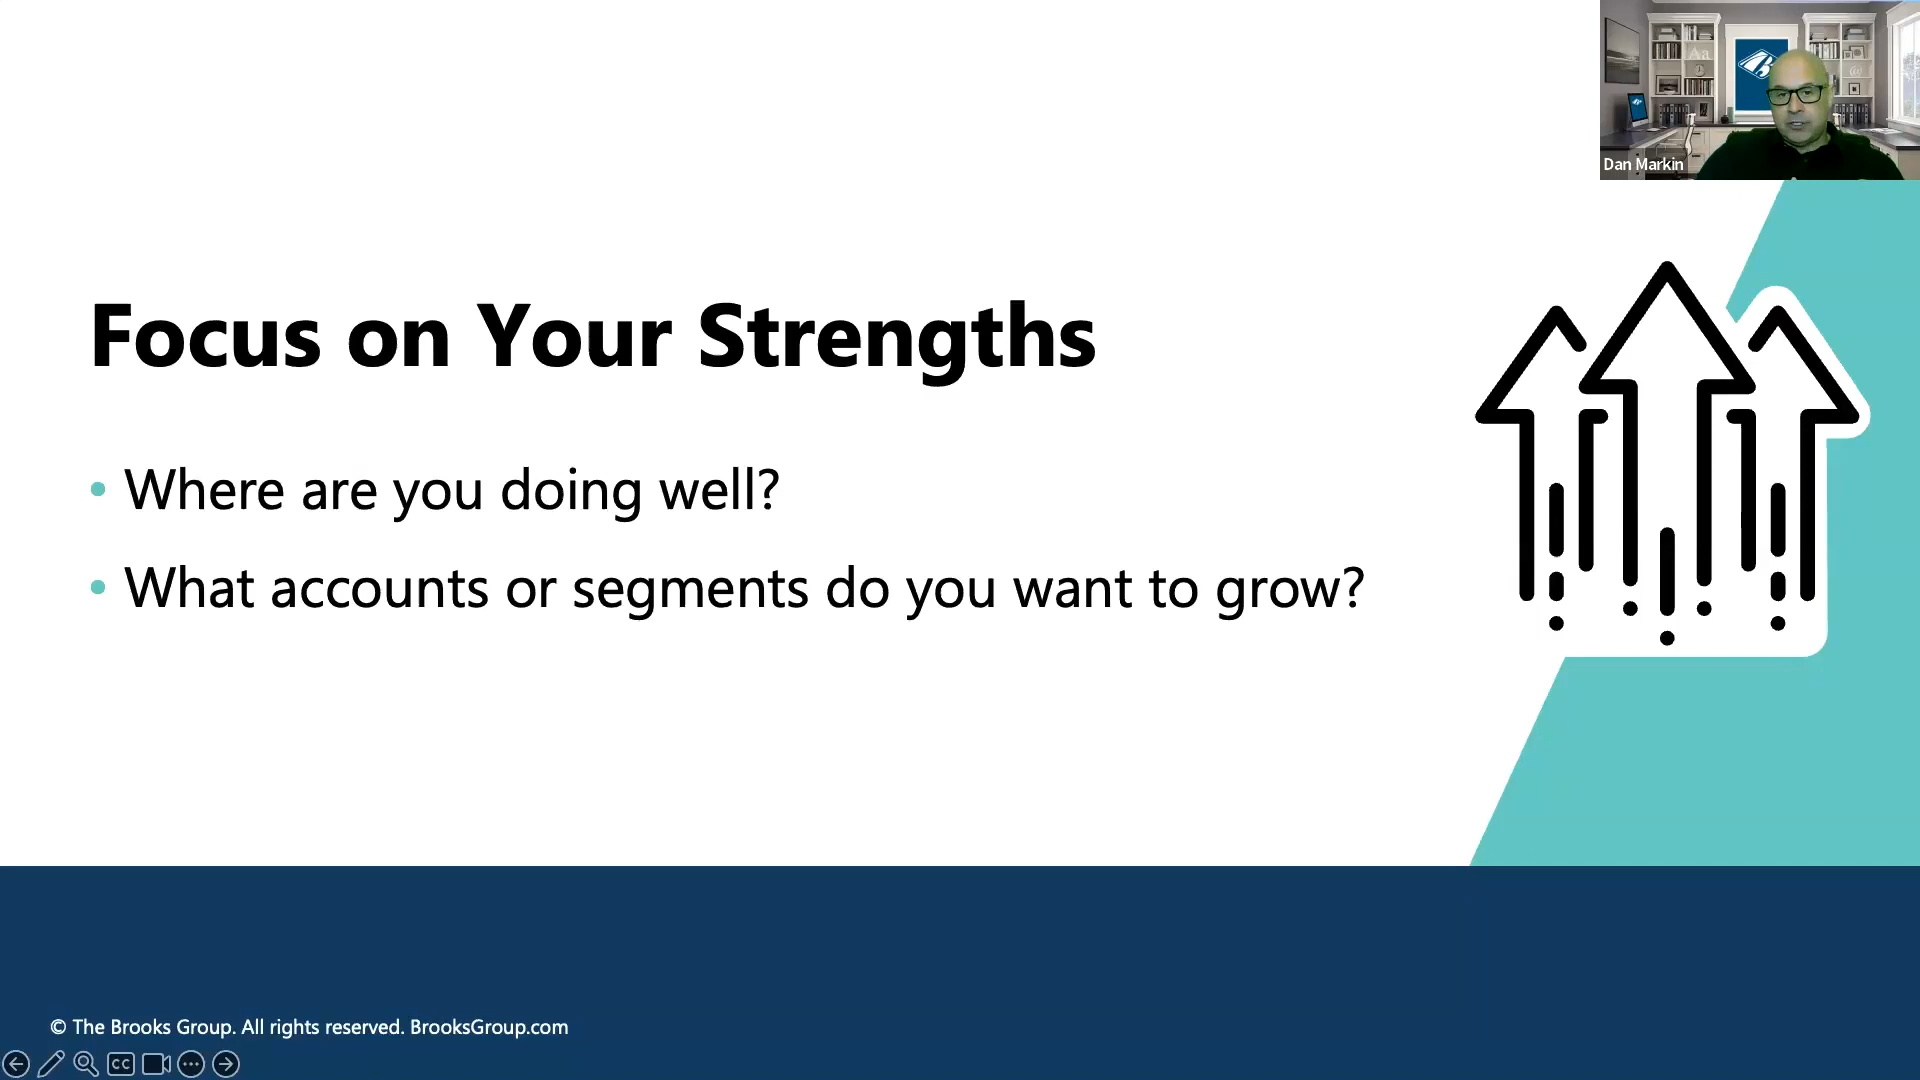 Dan Markin
Focus on Your Strengths
• Where are you doing well?
• What accounts or segments do you want to grow?
© The Brooks Group. All rights reserved. BrooksGroup.com
CC